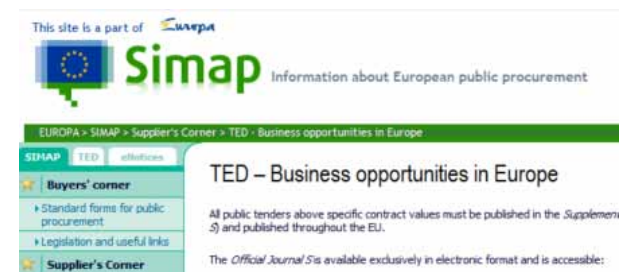 This site is a part of Europa
Simap Information about European public procurement
EUROPA > SIMAP > Supplier's Corner > TED - Business opportunities in Europe
SIMAP TED eNotices
Buyers' corner
Standard forms for public
procurement
Legislation and useful links
Supplier's Corner
TED – Business opportunities in Europe
All public tenders above specific contract values must be published in the Supplemen
S) and published throughout the EU.
The Official Journal S is available exclusively in electronic format and is accessible: